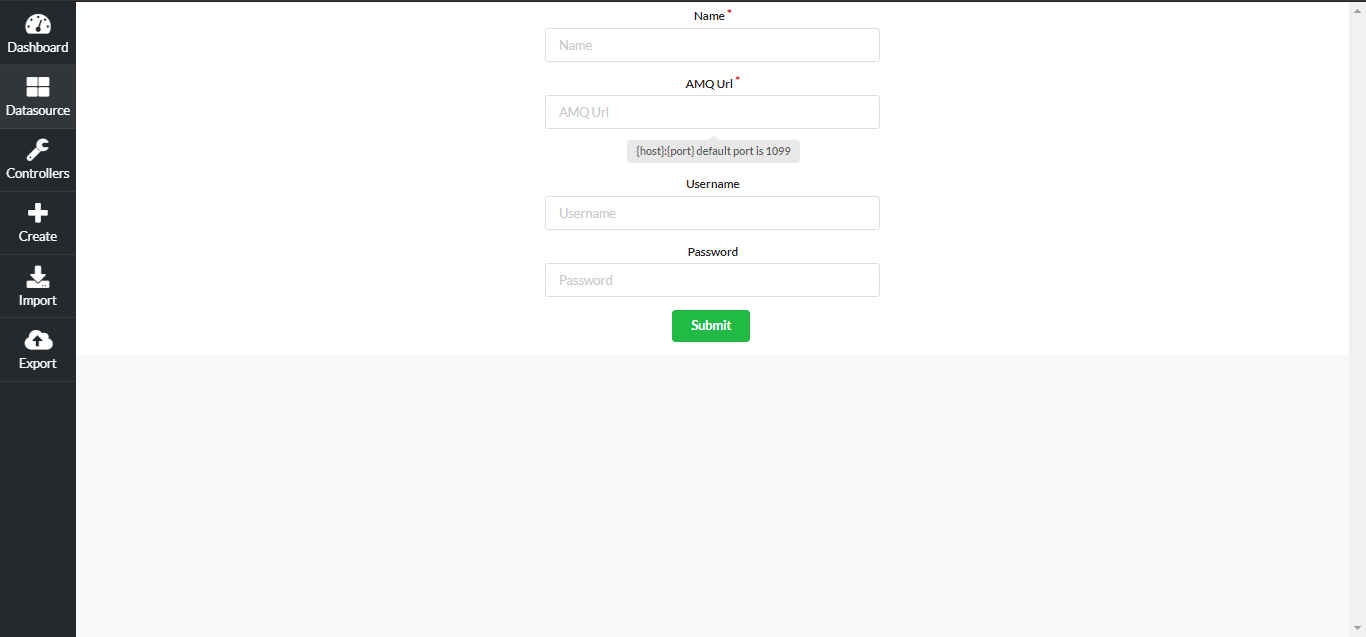 Dashboard
Datasource
Controllers
Create
Import
Export
Name *
Name
AMQ Url *
AMQ Url
{host}:{port} default port is 1099
Username
Username
Password
Password
Submit